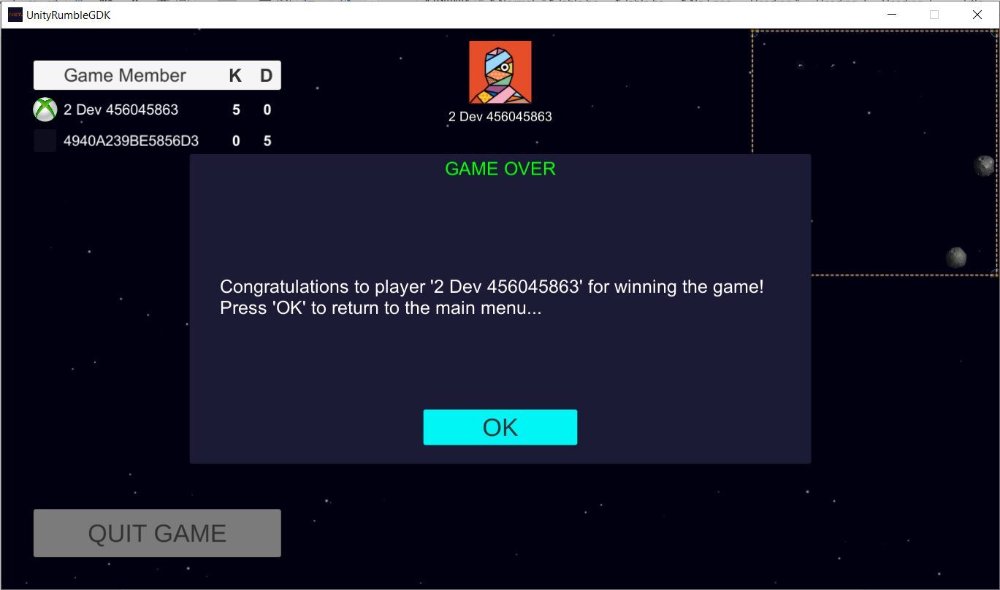 UnityRumbleGDK
Game Member K D
2 Dev 456045863 5 0
4940A239BE5856D3 0 5
2 Dev 456045863
GAME OVER
Congratulations to player '2 Dev 456045863' for winning the game!
Press 'OK' to return to the main menu...
OK
QUIT GAME